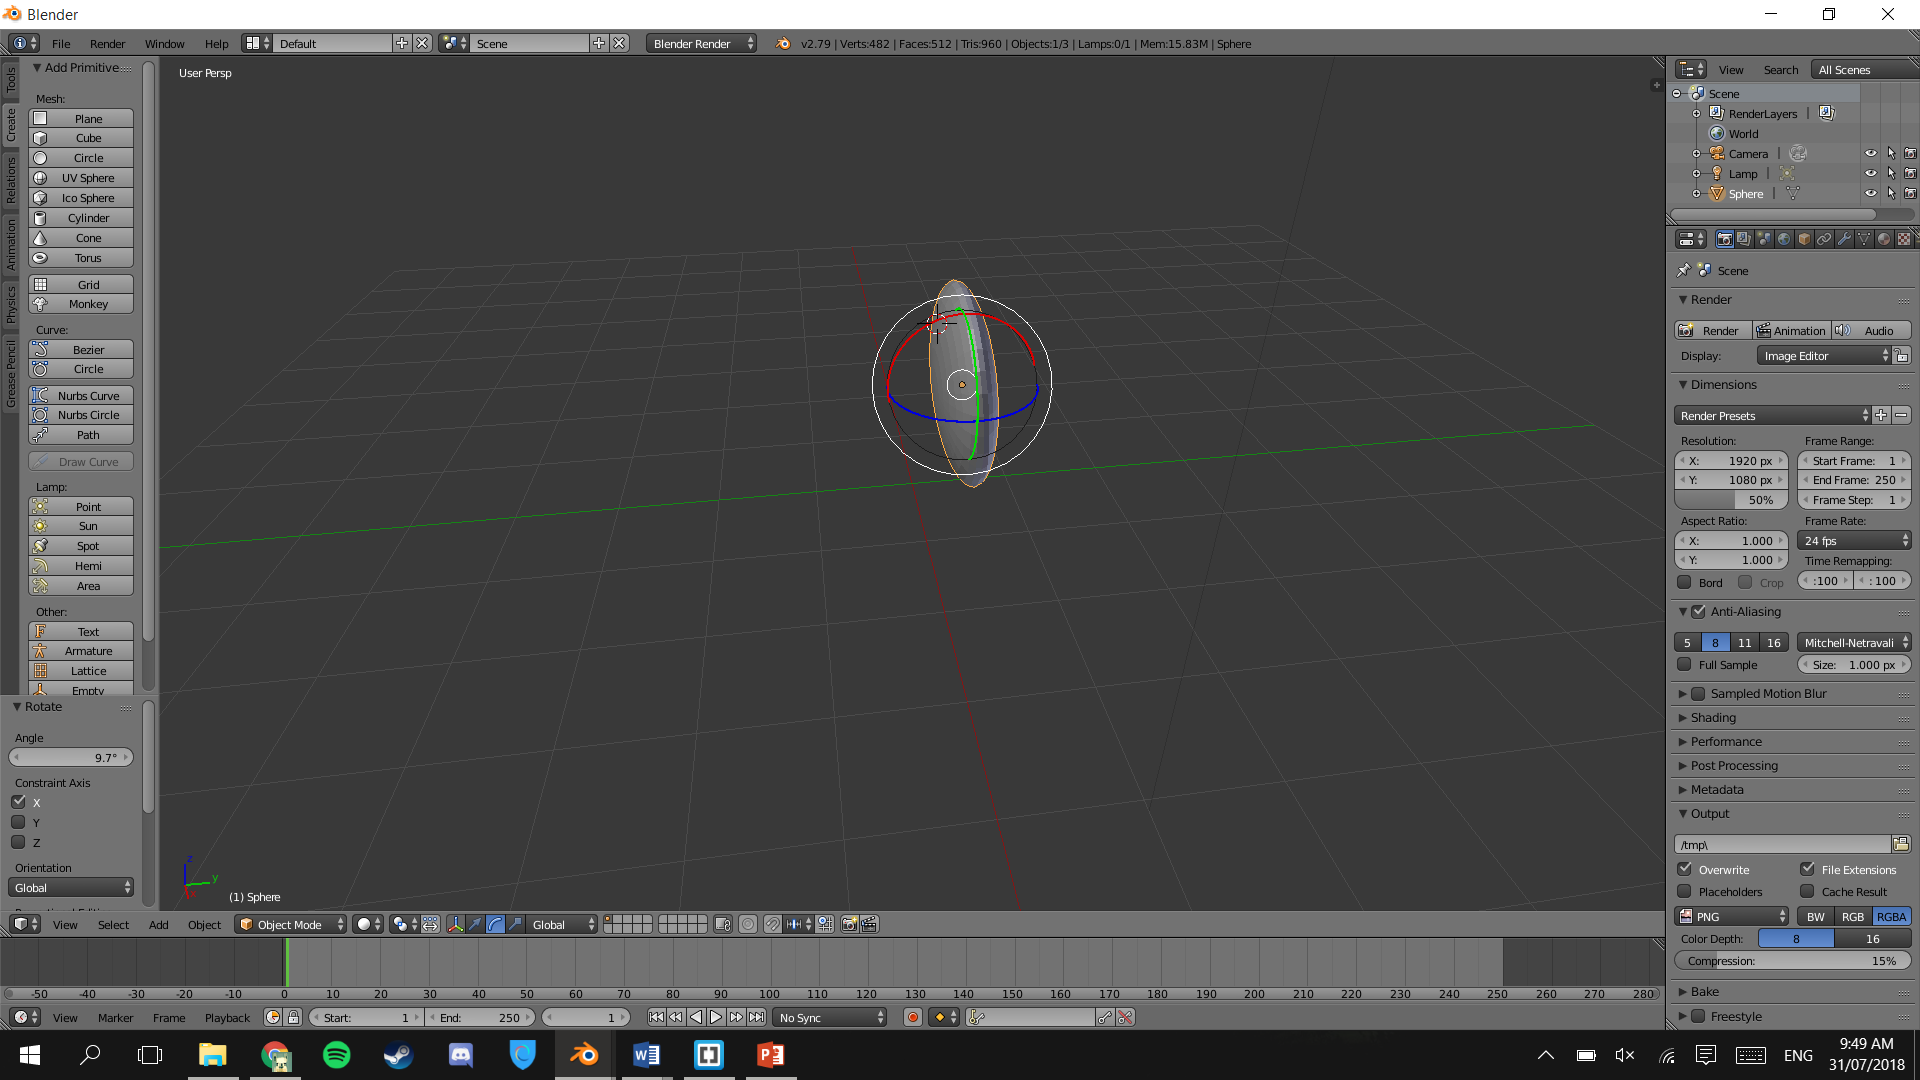 Blender
File Render Window Help Default Scene Blender Render v2.79 | Verts:482 | Faces:512 | Tris:960 | Objects:1/3 | Lamps:0/1 | Mem:15.83M | Sphere
Tools
Create
Relations
Animation
Physics
Grease Pencil
Add Primitive
Mesh:
Plane
Cube
Circle
UV Sphere
Ico Sphere
Cylinder
Cone
Torus
Grid
Monkey
Curve:
Bezier
Circle
Nurbs Curve
Nurbs Circle
Path
Draw Curve
Lamp:
Point
Sun
Spot
Hemi
Area
Other:
Text
Armature
Lattice
Empty
Rotate
Angle
9.7°
Constraint Axis
X
Y
Z
Orientation
Global
User Persp
z
y
(1) Sphere
View Select Add Object Object Mode Global
View Search All Scenes
Scene
RenderLayers
World
Camera
Lamp
Sphere
Scene
Render
Render Animation Audio
Display: Image Editor
Dimensions
Render Presets
Resolution: Frame Range:
X: 1920 px Start Frame: 1
Y: 1080 px End Frame: 250
50% Frame Step: 1
Aspect Ratio: Frame Rate:
X: 1.000 24 fps
Y: 1.000 Time Remapping:
Bord Crop :100 :100
Anti-Aliasing
5 8 11 16 Mitchell-Netravali
Full Sample Size: 1.000 px
Sampled Motion Blur
Shading
Performance
Post Processing
Metadata
Output
/tmp\
Overwrite File Extensions
Placeholders Cache Result
PNG BW RGB RGBA
Color Depth: 8 16
Compression: 15%
Bake
Freestyle
-50 -40 -30 -20 -10 0 10 20 30 40 50 60 70 80 90 100 110 120 130 140 150 160 170 180 190 200 210 220 230 240 250 260 270 280
View Marker Frame Playback Start: 1 End: 250 1 No Sync
ENG
9:49 AM
31/07/2018